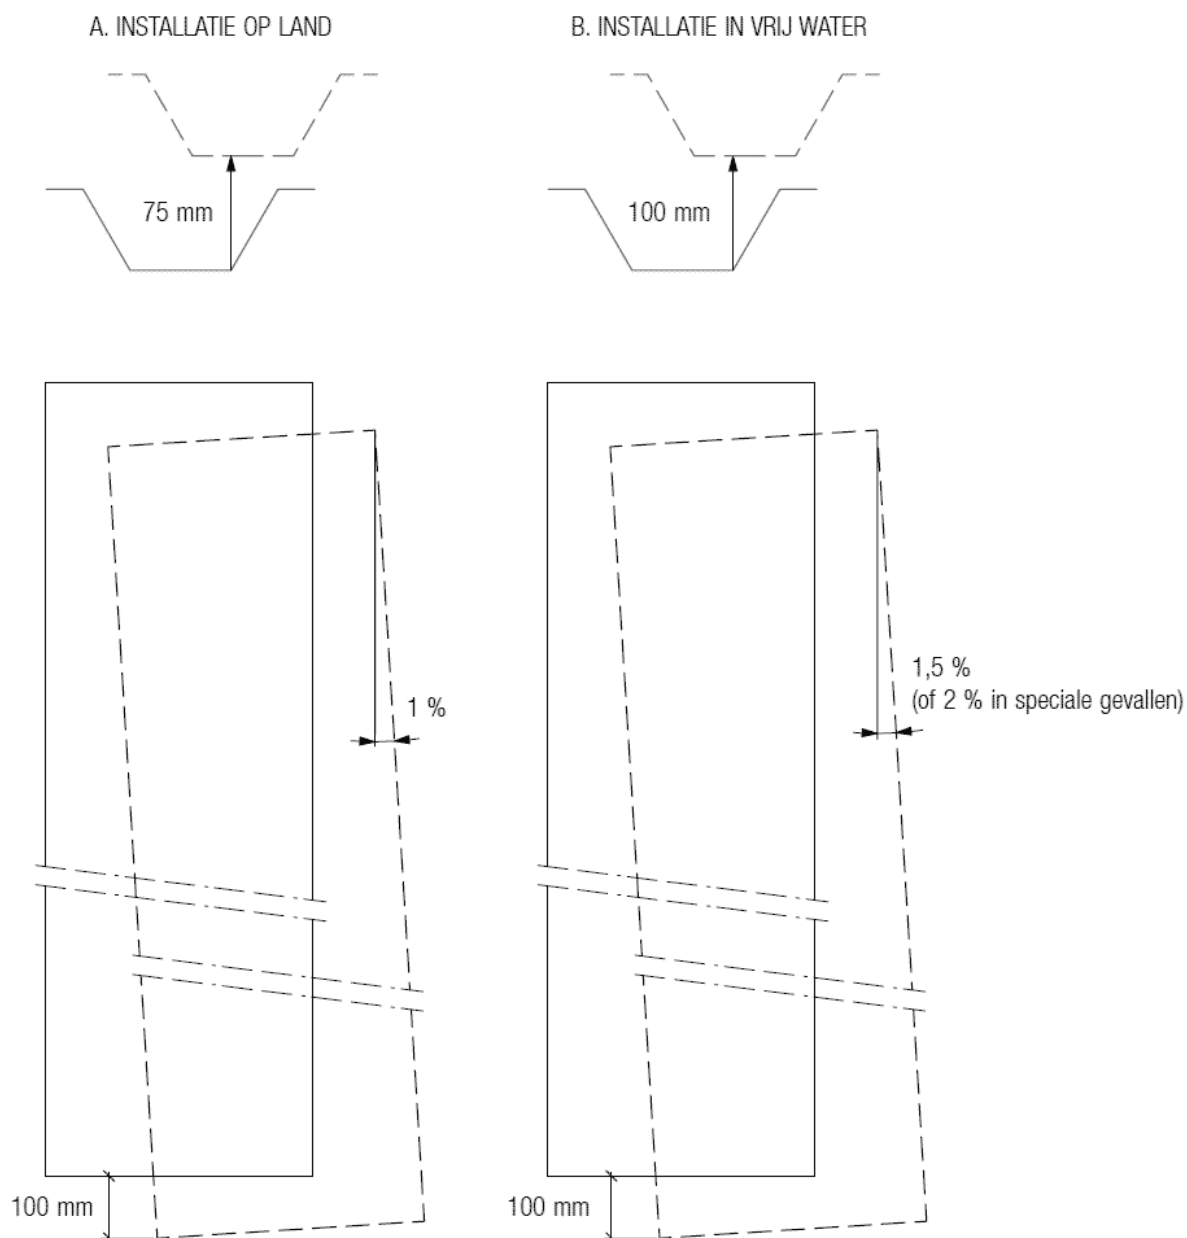 A. INSTALLATIE OP LAND
B. INSTALLATIE IN VRIJ WATER
75 mm
100 mm
1 %
1,5 %
(of 2 % in speciale gevallen)
100 mm
100 mm